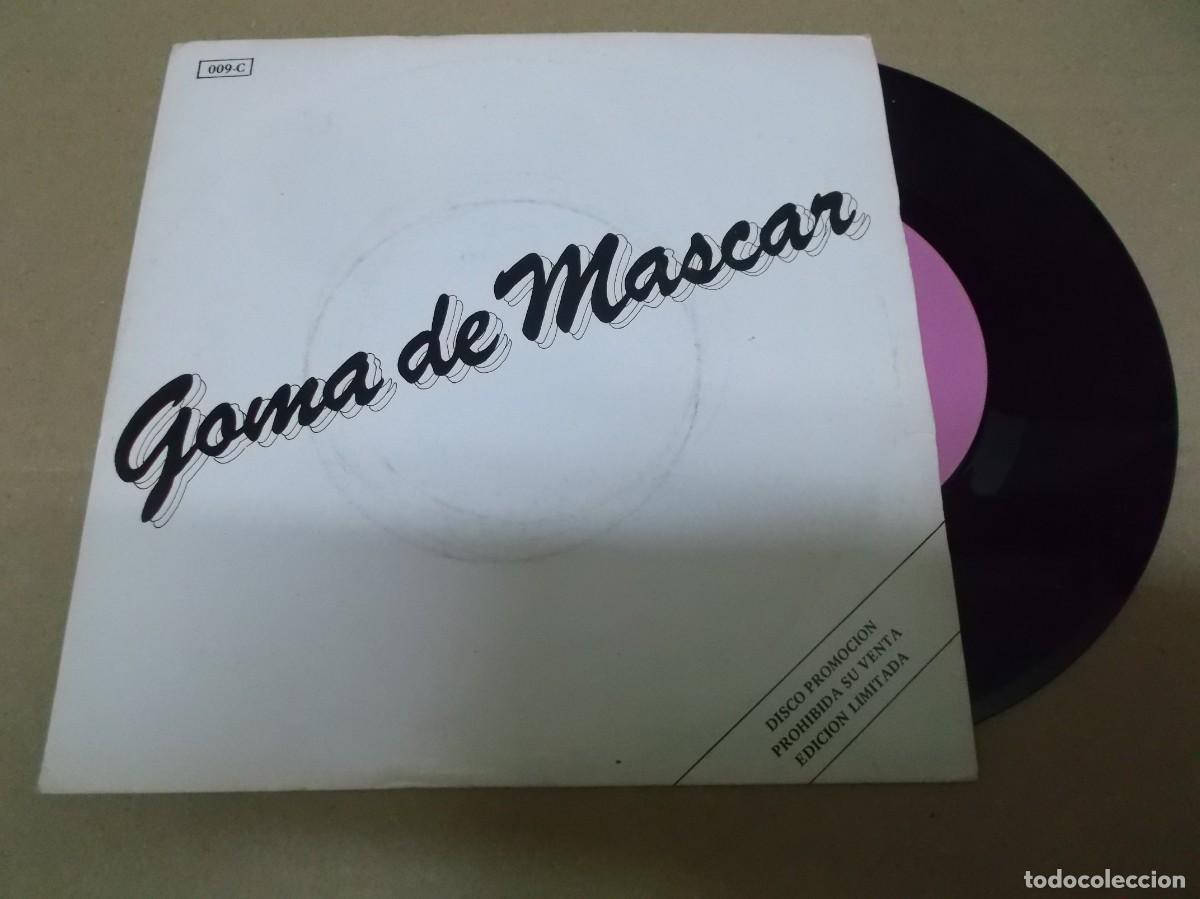 009-C
Goma de Mascar
DISCO PROMOCION
PROHIBIDA SU VENTA
EDICION LIMITADA
todocoleccion